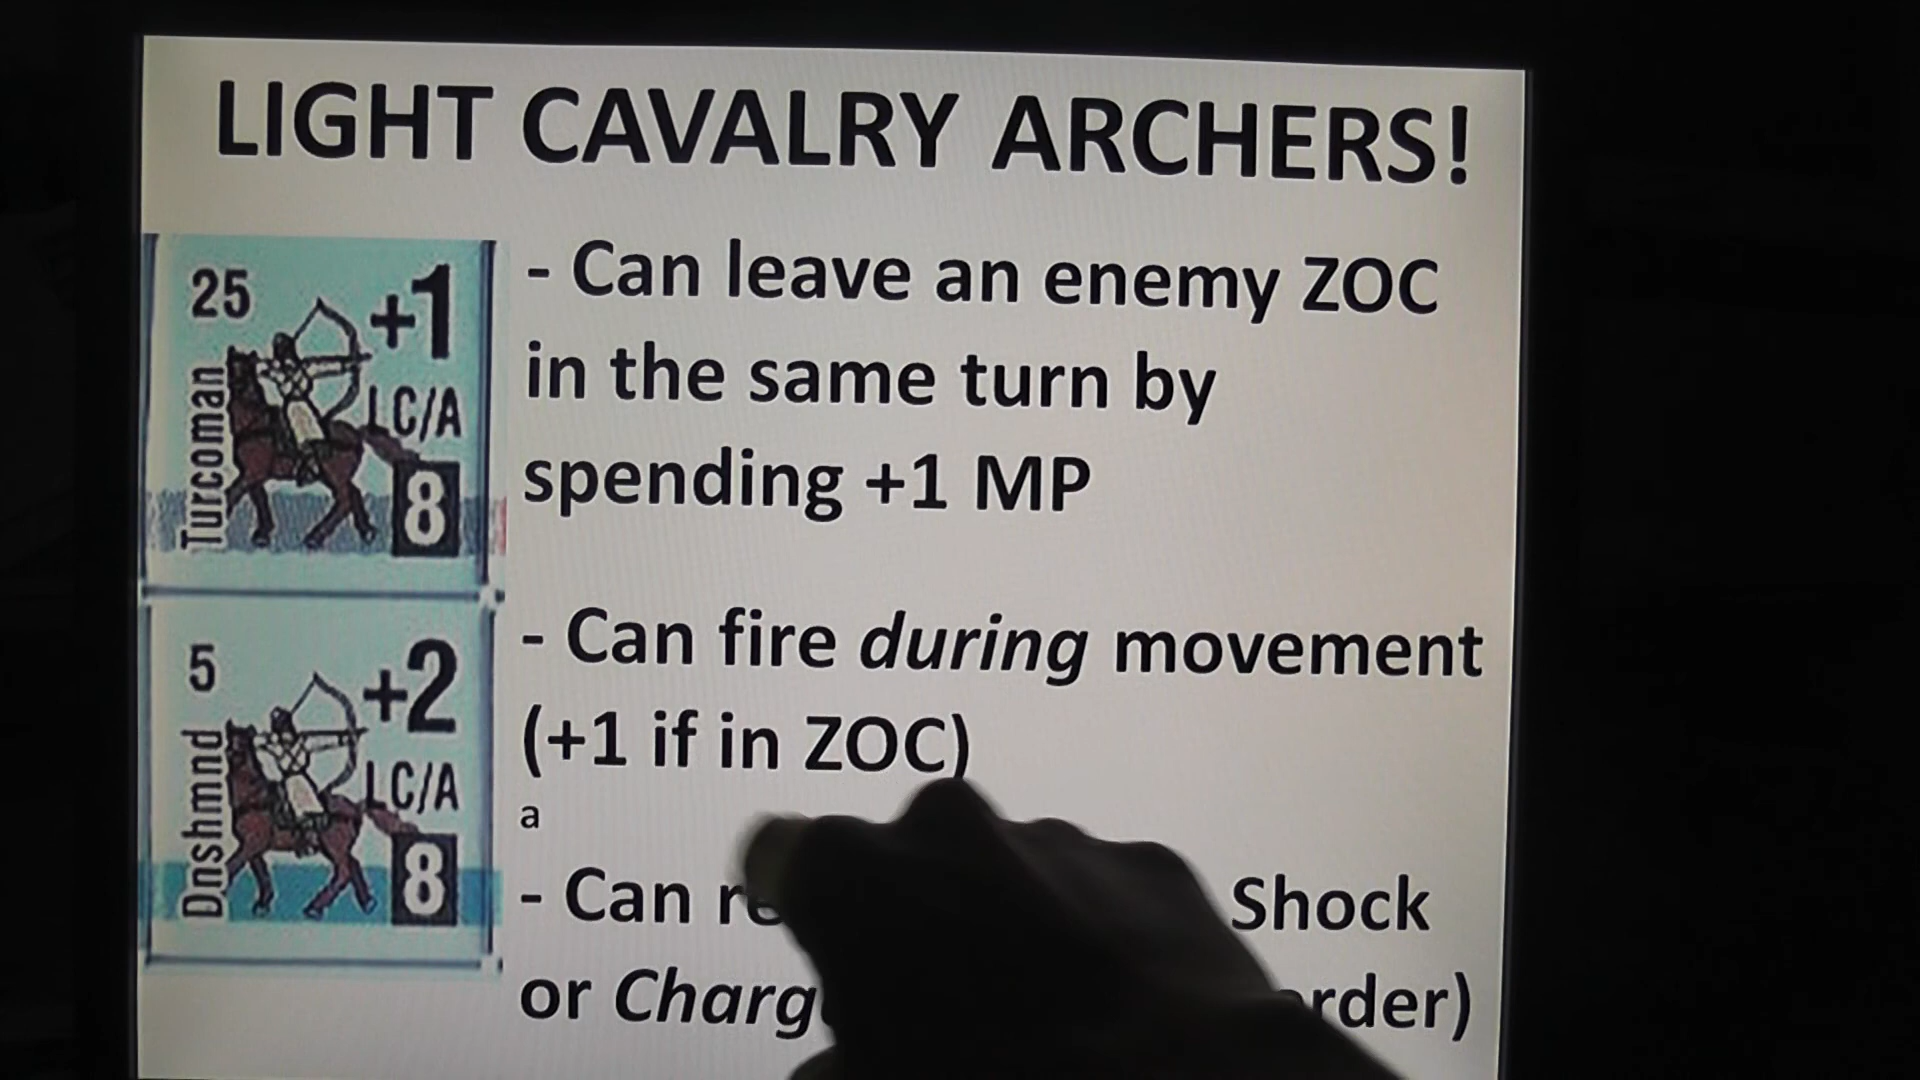 LIGHT CAVALRY ARCHERS!
25
+1
LC/A
Turcoman
8
- Can leave an enemy ZOC
in the same turn by
spending +1 MP
5
+2
LC/A
Dnshmnd
8
- Can fire during movement
(+1 if in ZOC)
a
- Can Shock
or